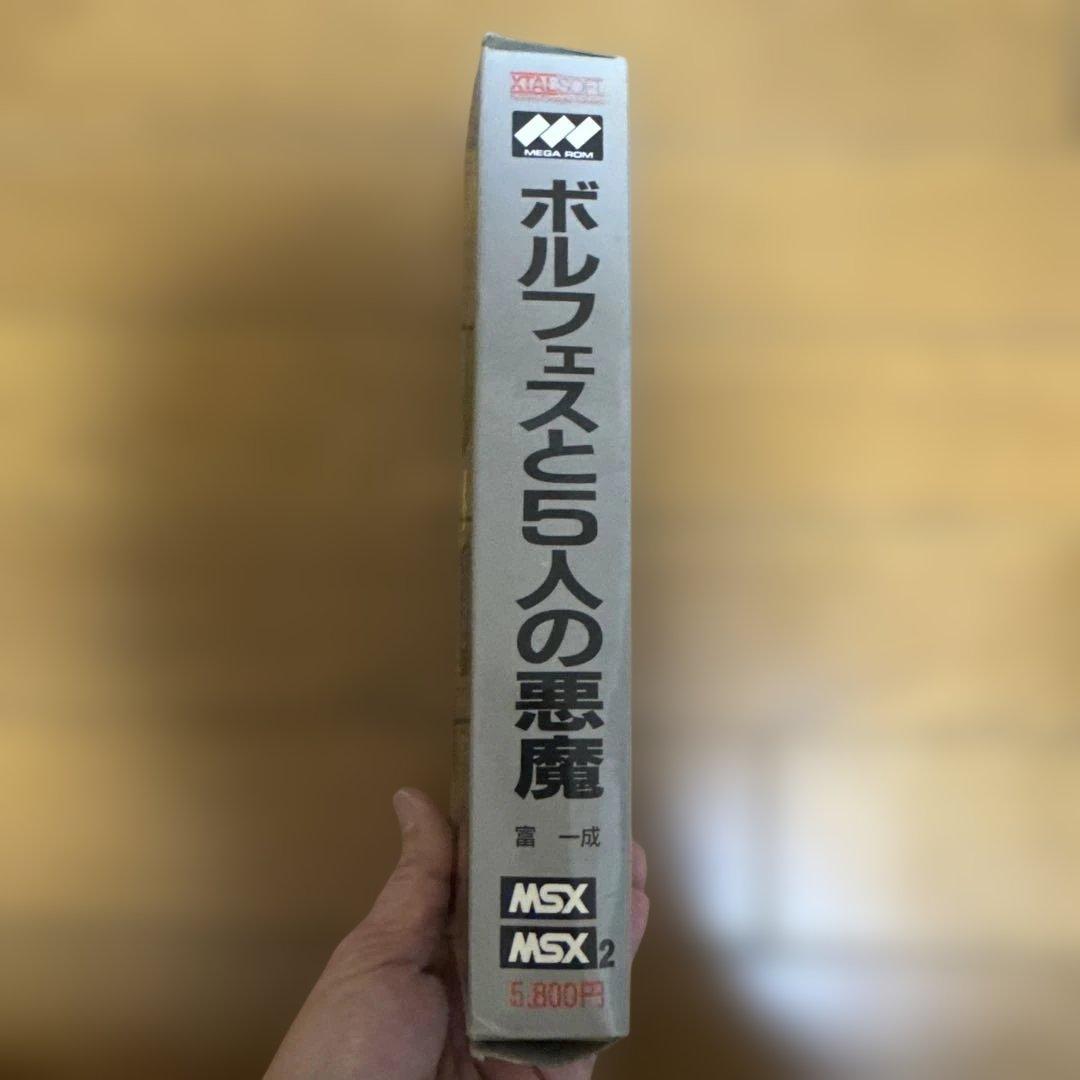 XTALSOFT
MEGA ROM
ボルフェスと5人の悪魔
富 一成
MSX
MSX2
5,800円